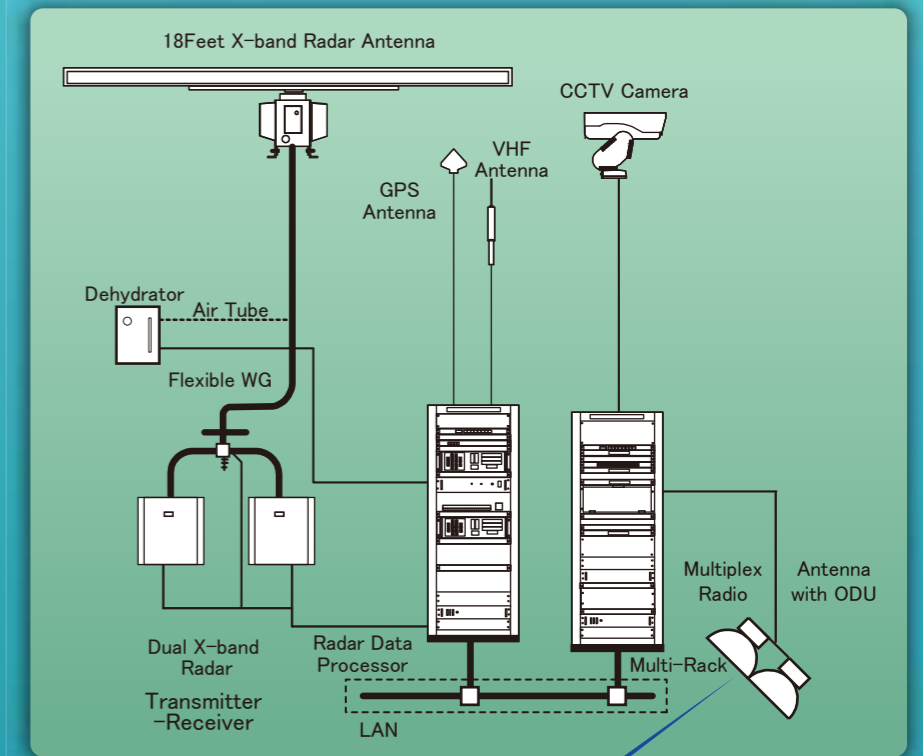 18Feet X-band Radar Antenna
CCTV Camera
VHF
Antenna
GPS
Antenna
Dehydrator
Air Tube
Flexible WG
Multiplex
Radio
Antenna
with ODU
Dual X-band
Radar
Transmitter
-Receiver
Radar Data
Processor
Multi-Rack
LAN